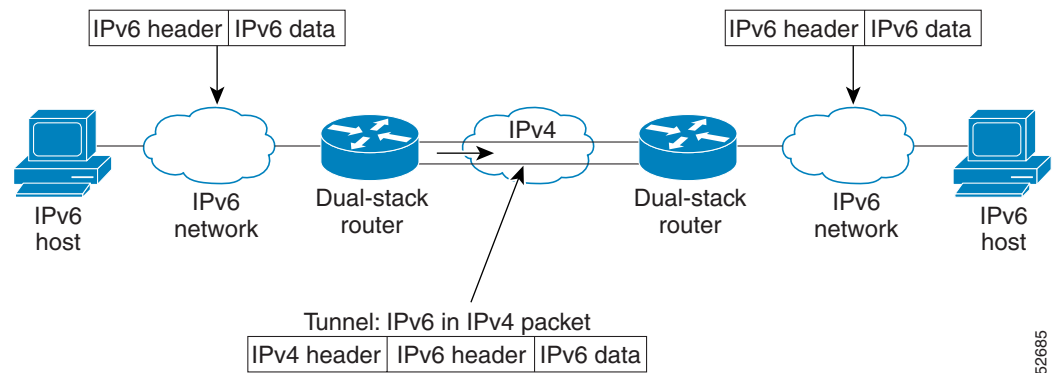 IPv6 header IPv6 data
IPv6 header IPv6 data
IPv4
IPv6
host
IPv6
network
Dual-stack
router
Dual-stack
router
IPv6
network
IPv6
host
Tunnel: IPv6 in IPv4 packet
IPv4 header IPv6 header IPv6 data
52685